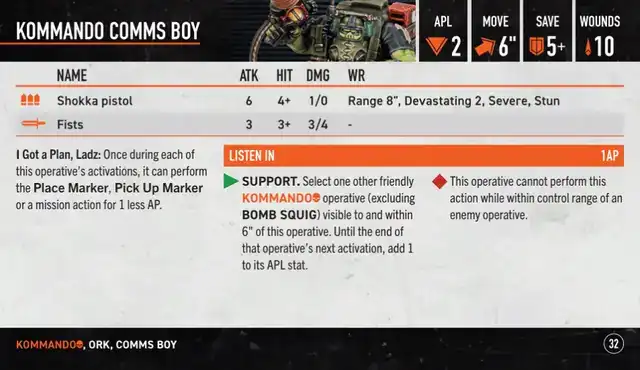 KOMMANDO COMMS BOY
APL
2
MOVE
6"
SAVE
5+
WOUNDS
10
NAME ATK HIT DMG WR
Shokka pistol 6 4+ 1/0 Range 8", Devastating 2, Severe, Stun
Fists 3 3+ 3/4 -
I Got a Plan, Ladz: Once during each of
this operative's activations, it can perform
the Place Marker, Pick Up Marker
or a mission action for 1 less AP.
LISTEN IN 1AP
SUPPORT. Select one other friendly
KOMMANDO operative (excluding
BOMB SQUIG) visible to and within
6" of this operative. Until the end of
that operative's next activation, add 1
to its APL stat.
This operative cannot perform this
action while within control range of an
enemy operative.
KOMMANDO, ORK, COMMS BOY
32